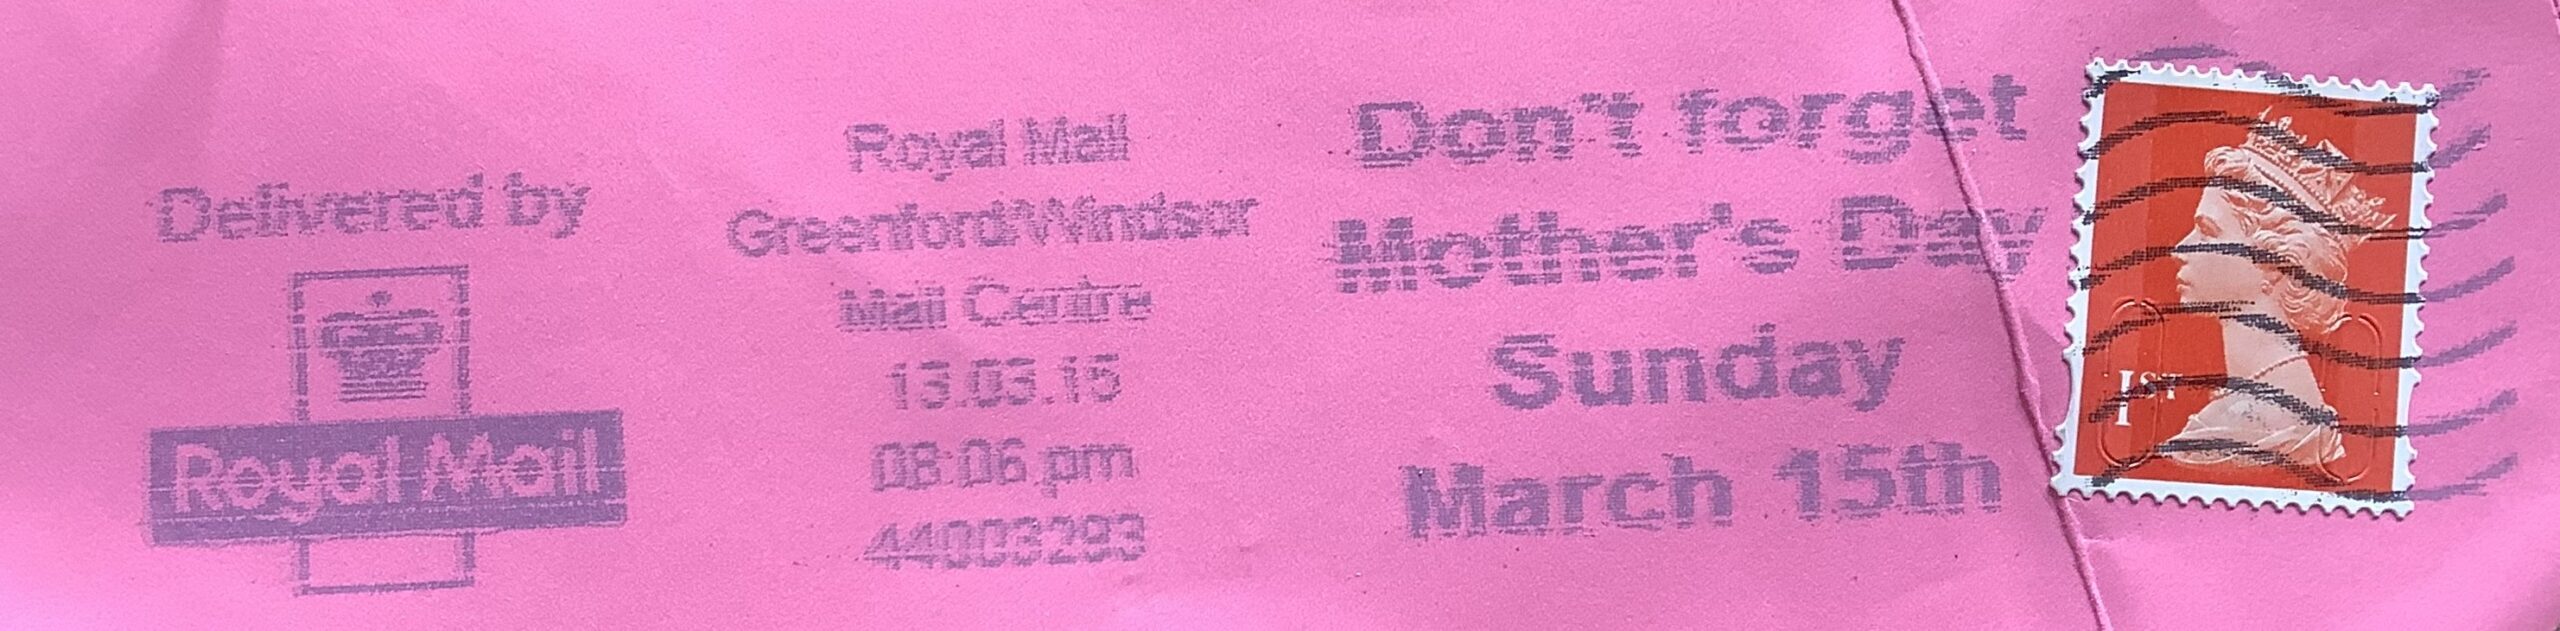 Delivered by
Royal Mail
Royal Mail
Greenford/Windsor
Mail Centre
13.03.15
08:06 pm
44003293
Don't forget
Mother's Day
Sunday
March 15th
1ST